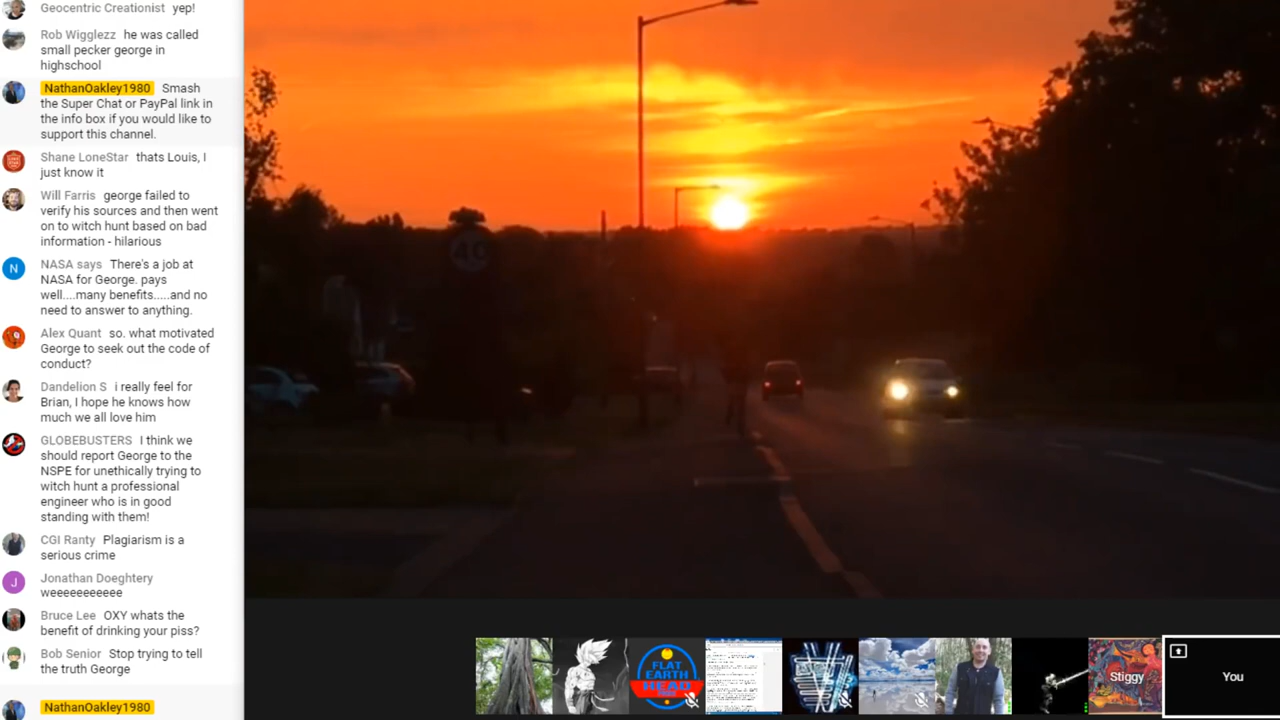 Geocentric Creationist yep!
Rob Wigglezz he was called
small pecker george in
highschool
NathanOakley1980 Smash
the Super Chat or PayPal link in
the info box if you would like to
support this channel.
Shane LoneStar thats Louis, I
just know it
Will Farris george failed to
verify his sources and then went
on to witch hunt based on bad
information - hilarious
N
NASA says There's a job at
NASA for George. pays
well....many benefits.....and no
need to answer to anything.
Alex Quant so. what motivated
George to seek out the code of
conduct?
Dandelion S i really feel for
Brian, I hope he knows how
much we all love him
GLOBEBUSTERS I think we
should report George to the
NSPE for unethically trying to
witch hunt a professional
engineer who is in good
standing with them!
CGI Ranty Plagiarism is a
serious crime
J
Jonathan Doeghtery
weeeeeeeeeee
Bruce Lee OXY whats the
benefit of drinking your piss?
Bob Senior Stop trying to tell
the truth George
NathanOakley1980
40
FLAT
EARTH
HEAD
Stiggy
You